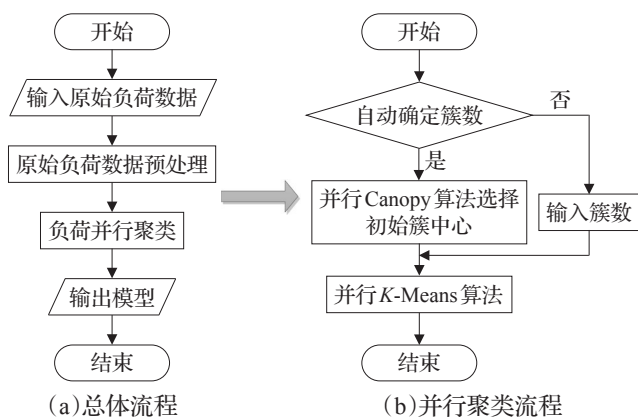 开始
输入原始负荷数据
原始负荷数据预处理
负荷并行聚类
输出模型
结束
(a)总体流程
开始
自动确定簇数
否
是
并行Canopy算法选择
初始簇中心
输入簇数
并行K-Means算法
结束
(b)并行聚类流程